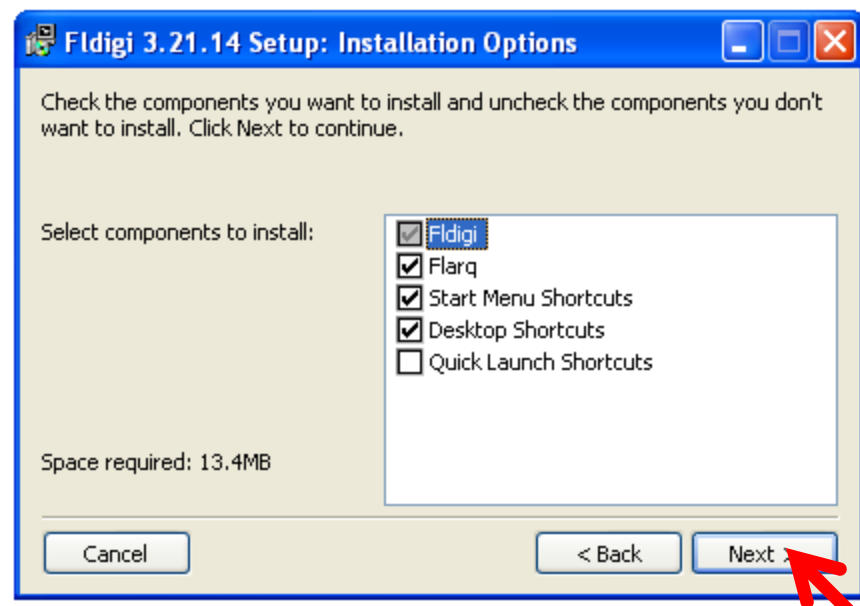 Fldigi 3.21.14 Setup: Installation Options
Check the components you want to install and uncheck the components you don't
want to install. Click Next to continue.
Select components to install:
Fldigi
Flarq
Start Menu Shortcuts
Desktop Shortcuts
Quick Launch Shortcuts
Space required: 13.4MB
Cancel
< Back
Next >